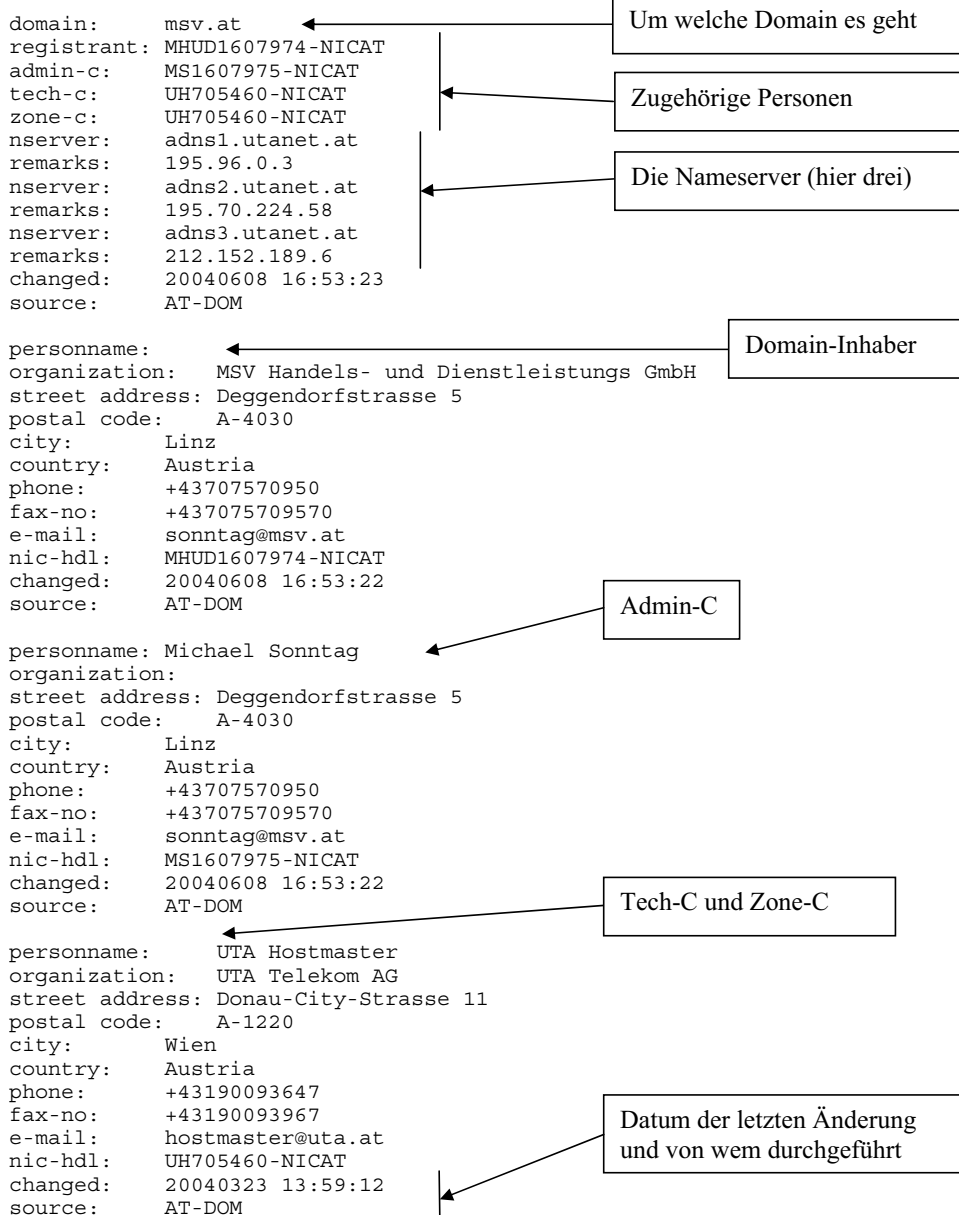 domain: msv.at
Um welche Domain es geht
registrant: MHUD1607974-NICAT
admin-c: MS1607975-NICAT
tech-c: UH705460-NICAT
zone-c: UH705460-NICAT
Zugehörige Personen
nserver: adns1.utanet.at
remarks: 195.96.0.3
nserver: adns2.utanet.at
remarks: 195.70.224.58
nserver: adns3.utanet.at
remarks: 212.152.189.6
Die Nameserver (hier drei)
changed: 20040608 16:53:23
source: AT-DOM
personname:
Domain-Inhaber
organization: MSV Handels- und Dienstleistungs GmbH
street address: Deggendorfstrasse 5
postal code: A-4030
city: Linz
country: Austria
phone: +43707570950
fax-no: +437075709570
e-mail: sonntag@msv.at
nic-hdl: MHUD1607974-NICAT
changed: 20040608 16:53:22
source: AT-DOM
Admin-C
personname: Michael Sonntag
organization:
street address: Deggendorfstrasse 5
postal code: A-4030
city: Linz
country: Austria
phone: +43707570950
fax-no: +437075709570
e-mail: sonntag@msv.at
nic-hdl: MS1607975-NICAT
changed: 20040608 16:53:22
source: AT-DOM
Tech-C und Zone-C
personname: UTA Hostmaster
organization: UTA Telekom AG
street address: Donau-City-Strasse 11
postal code: A-1220
city: Wien
country: Austria
phone: +43190093647
fax-no: +43190093967
e-mail: hostmaster@uta.at
nic-hdl: UH705460-NICAT
changed: 20040323 13:59:12
source: AT-DOM
Datum der letzten Änderung
und von wem durchgeführt